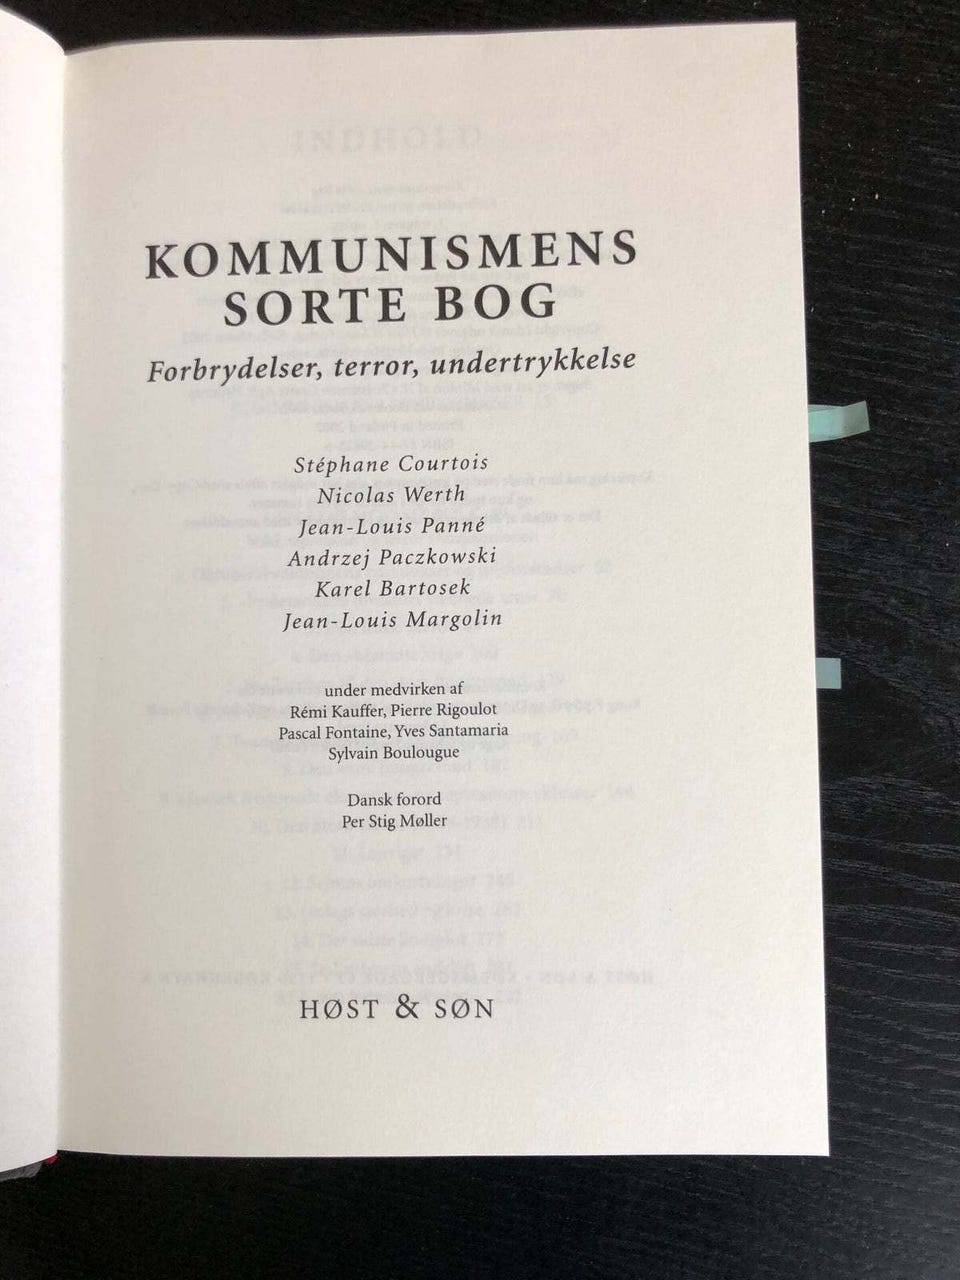 INDHOLD
KOMMUNISMENS
SORTE BOG
Forbrydelser, terror, undertrykkelse
Stéphane Courtois
Nicolas Werth
Jean-Louis Panné
Andrzej Paczkowski
Karel Bartosek
Jean-Louis Margolin
under medvirken af
Rémi Kauffer, Pierre Rigoulot
Pascal Fontaine, Yves Santamaria
Sylvain Boulougue
Dansk forord
Per Stig Møller
HØST & SØN